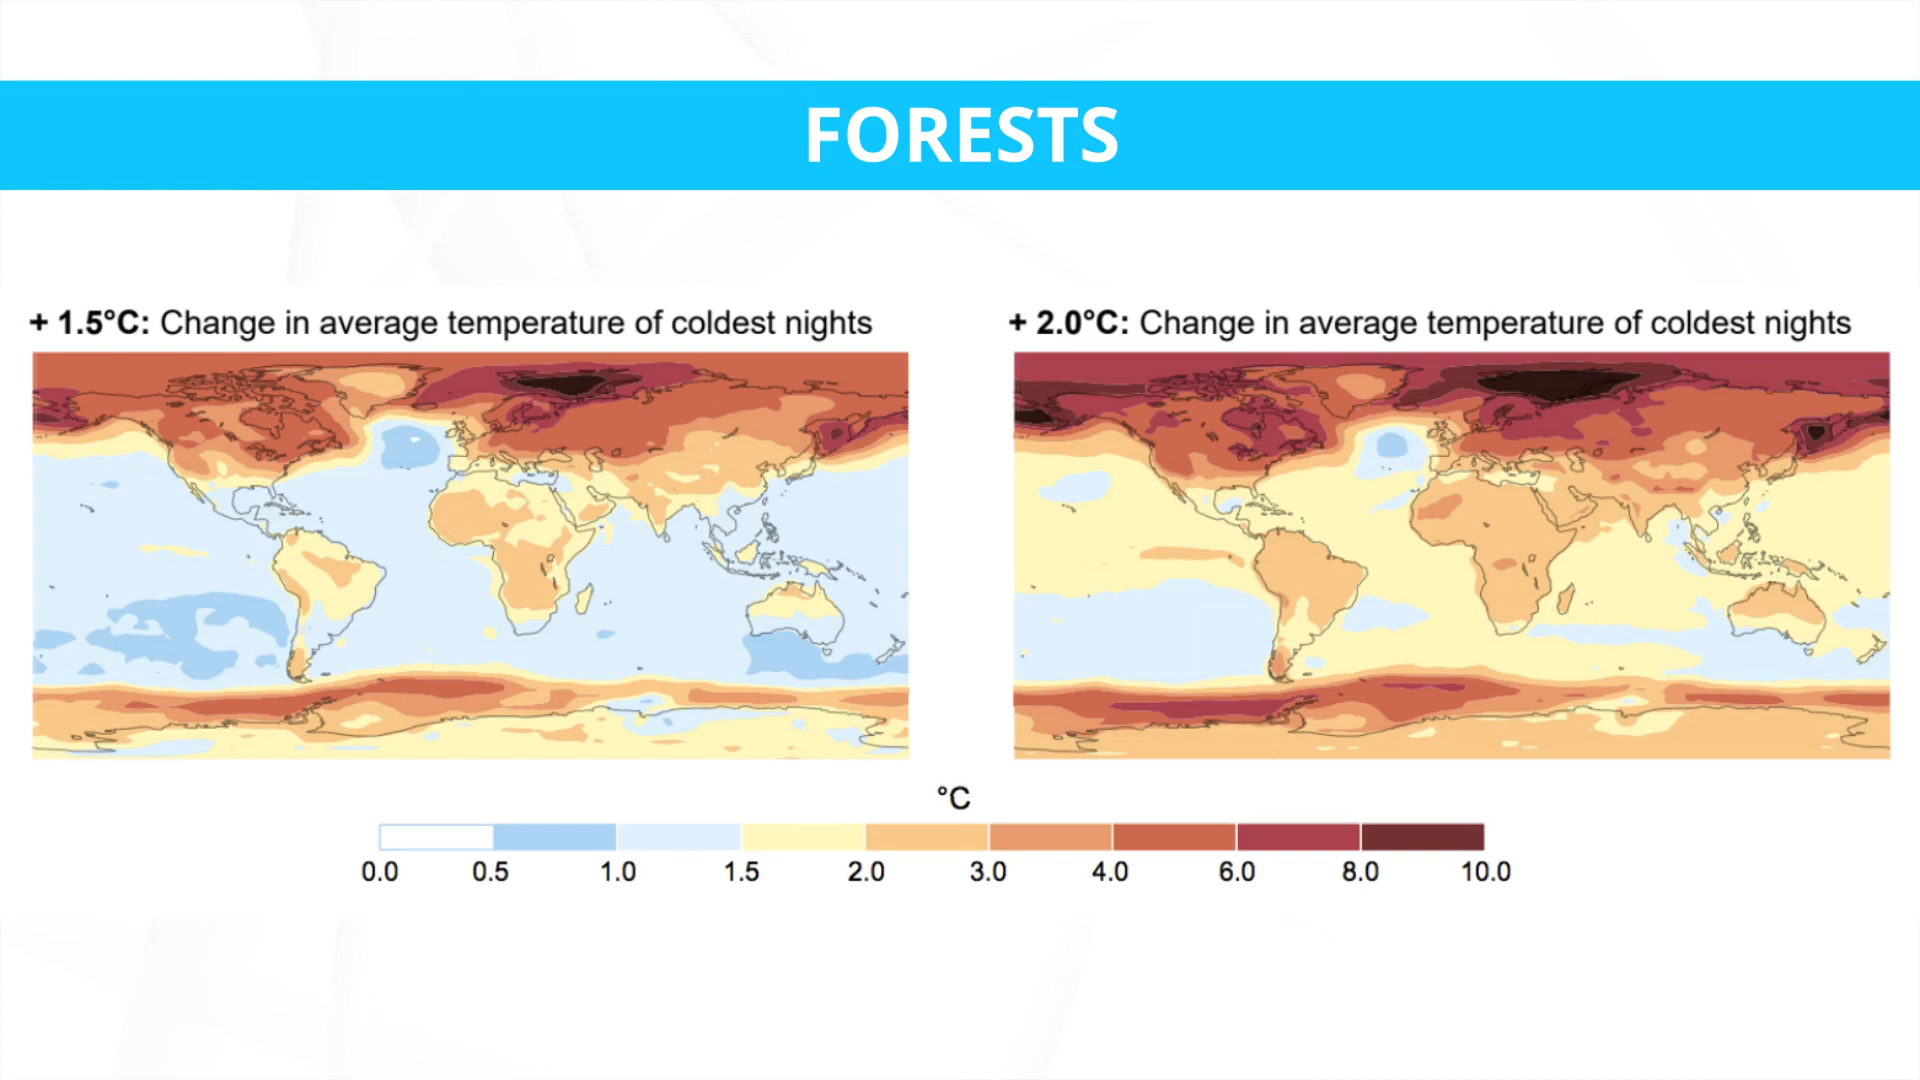 FORESTS
+ 1.5°C: Change in average temperature of coldest nights
+ 2.0°C: Change in average temperature of coldest nights
°C
0.0 0.5 1.0 1.5 2.0 3.0 4.0 6.0 8.0 10.0